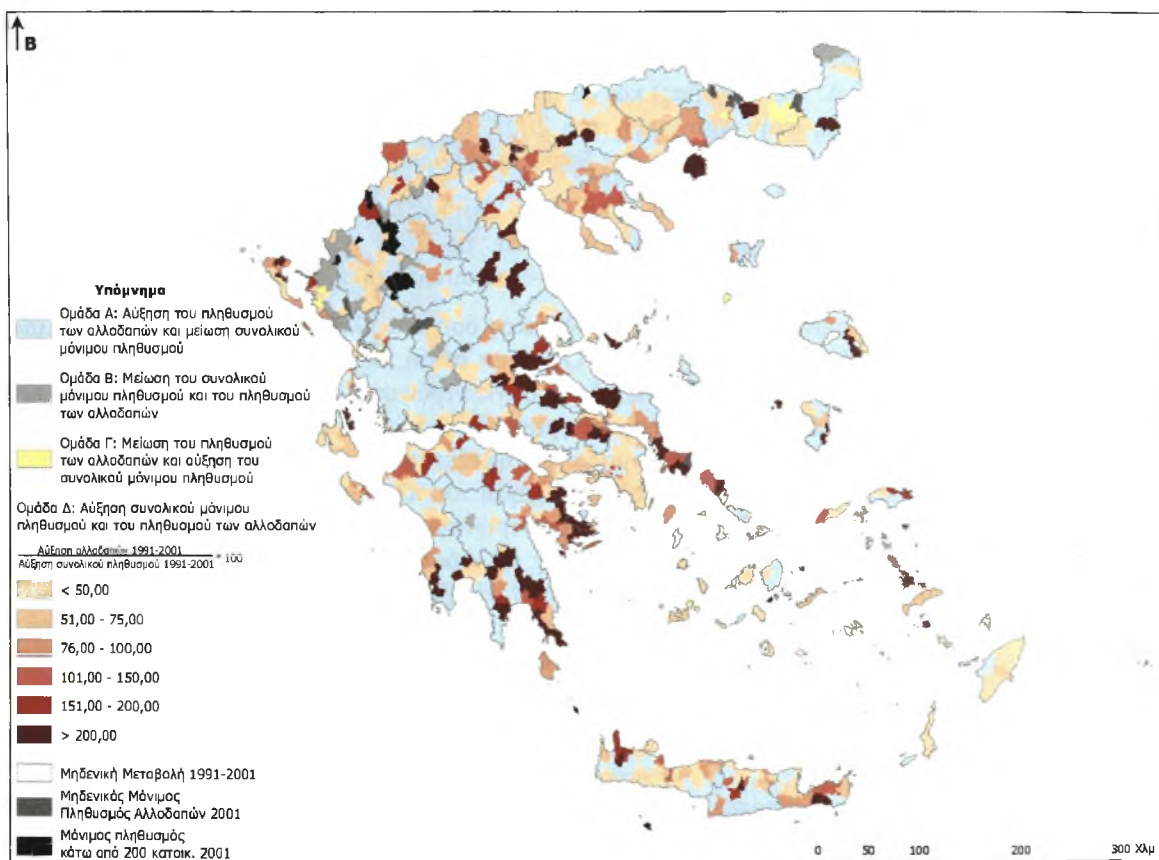 Β
Υπόμνημα
Ομάδα Α: Αύξηση του πληθυσμού
των αλλοδαπών και μείωση συνολικού
μόνιμου πληθυσμού
Ομάδα Β: Μείωση του συνολικού
μόνιμου πληθυσμού και του πληθυσμού
των αλλοδαπών
Ομάδα Γ: Μείωση του πληθυσμού
των αλλοδαπών και αύξηση του
συνολικού μόνιμου πληθυσμού
Ομάδα Δ: Αύξηση συνολικού μόνιμου
πληθυσμού και του πληθυσμού των αλλοδαπών
Αύξηση αλλοδαπών 1991-2001
Αύξηση συνολικού πληθυσμού 1991-2001 * 100
< 50,00
51,00 - 75,00
76,00 - 100,00
101,00 - 150,00
151,00 - 200,00
> 200,00
Μηδενική Μεταβολή 1991-2001
Μηδενικός Μόνιμος
Πληθυσμός Αλλοδαπών 2001
Μόνιμος πληθυσμός
κάτω από 200 κατοικ. 2001
0 50 100 200 300 Χλμ